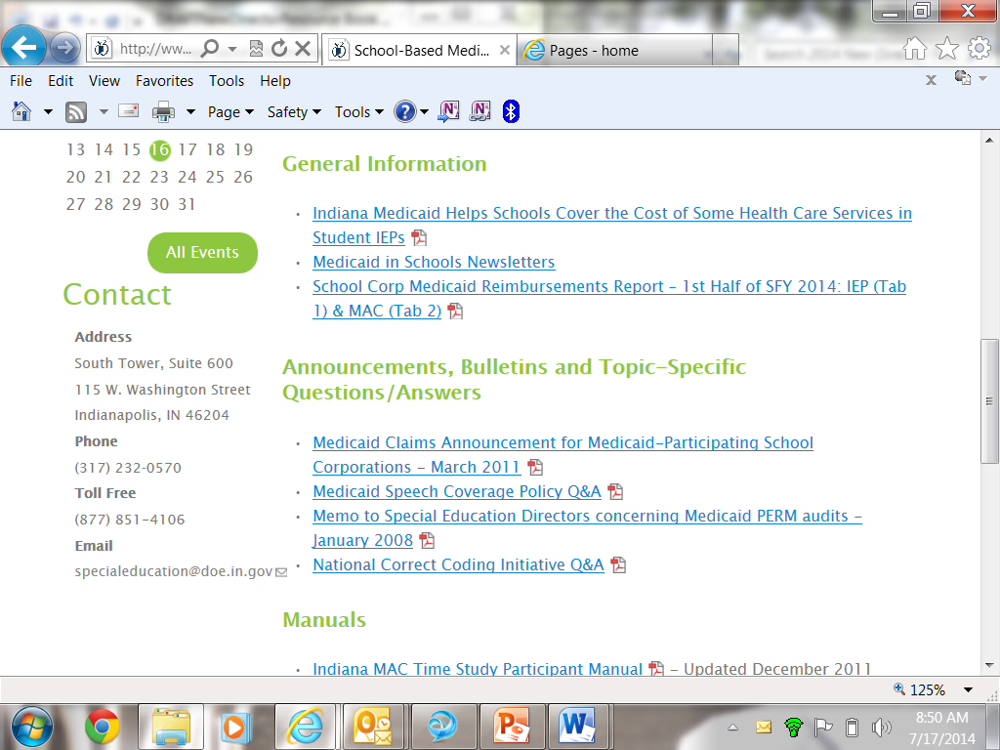 http://ww...
School-Based Medi...
Pages - home
File Edit View Favorites Tools Help
Page Safety Tools
13 14 15 16 17 18 19
20 21 22 23 24 25 26
27 28 29 30 31
All Events
Contact
Address
South Tower, Suite 600
115 W. Washington Street
Indianapolis, IN 46204
Phone
(317) 232-0570
Toll Free
(877) 851-4106
Email
specialeducation@doe.in.gov
General Information
Indiana Medicaid Helps Schools Cover the Cost of Some Health Care Services in
Student IEPs
Medicaid in Schools Newsletters
School Corp Medicaid Reimbursements Report - 1st Half of SFY 2014: IEP (Tab
1) & MAC (Tab 2)
Announcements, Bulletins and Topic-Specific
Questions/Answers
Medicaid Claims Announcement for Medicaid-Participating School
Corporations - March 2011
Medicaid Speech Coverage Policy Q&A
Memo to Special Education Directors concerning Medicaid PERM audits -
January 2008
National Correct Coding Initiative Q&A
Manuals
Indiana MAC Time Study Participant Manual - Updated December 2011
125%
8:50 AM
7/17/2014